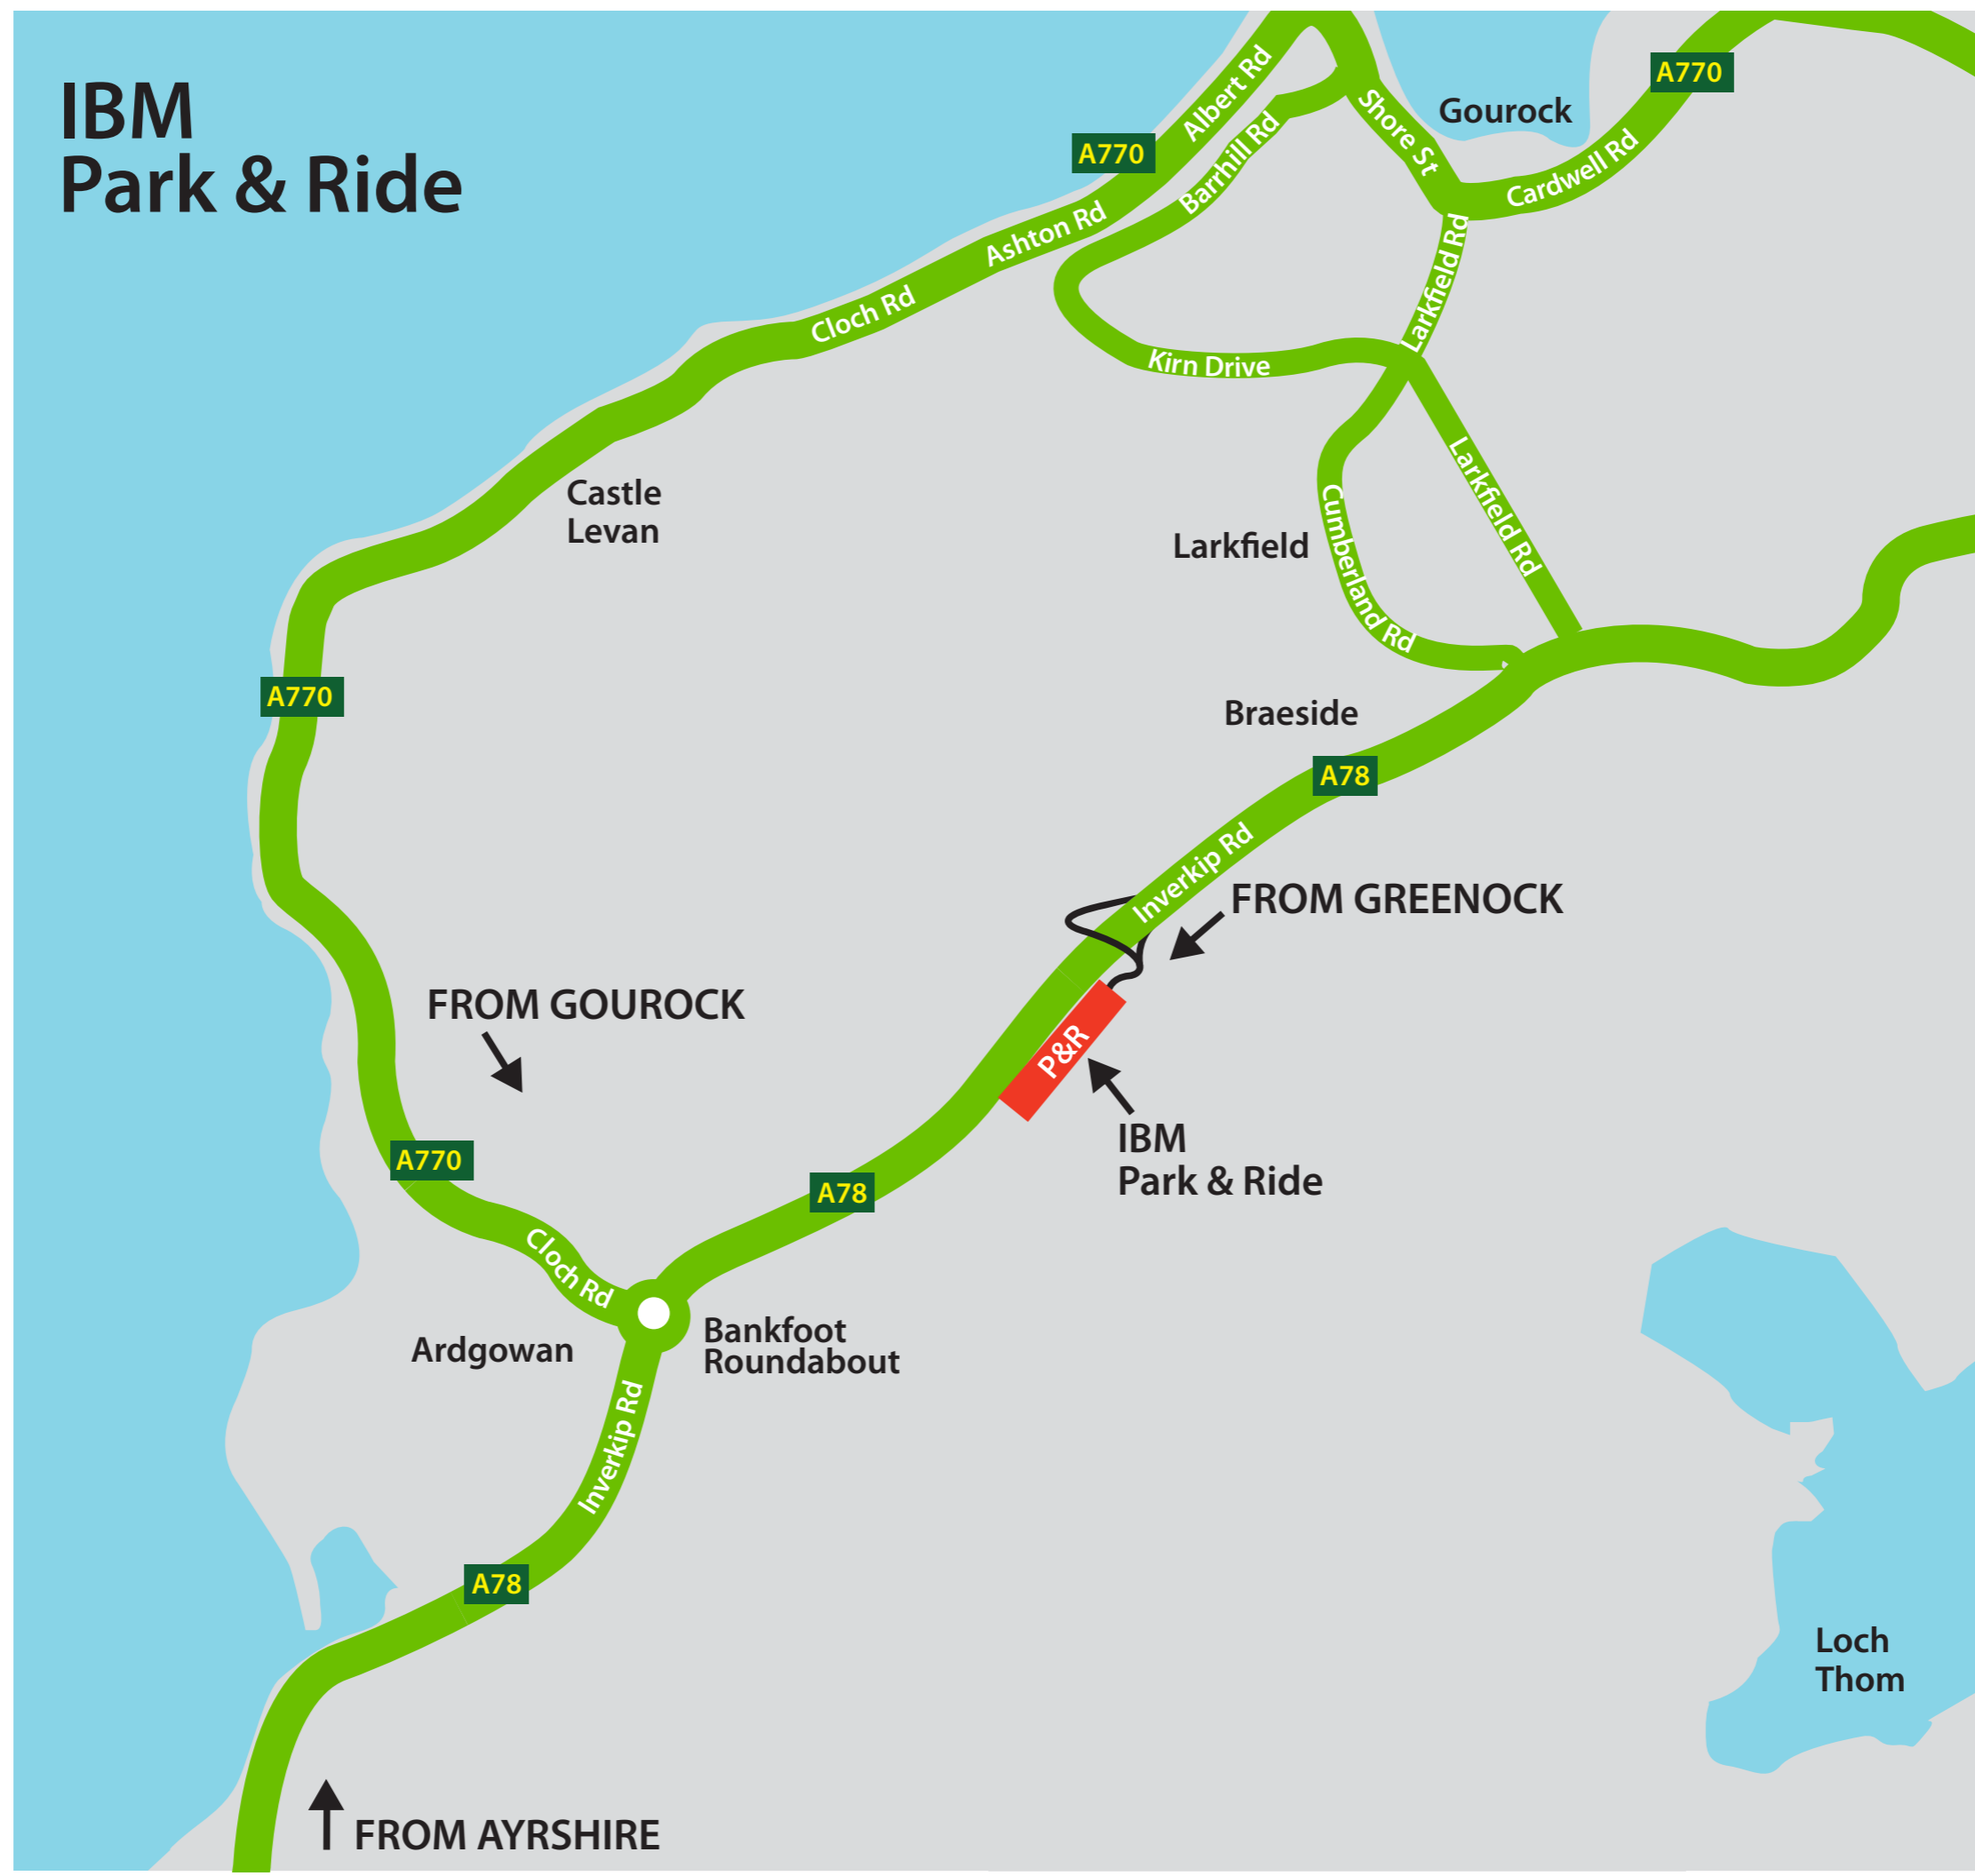 IBM
Park & Ride
A770
Gourock
Albert Rd
Shore St
A770
Barrhill Rd
Cardwell Rd
Ashton Rd
Larkfield Rd
Cloch Rd
Kirn Drive
Castle
Levan
Larkfield Rd
Larkfield
Cumberland Rd
A770
Braeside
A78
Inverkip Rd
FROM GREENOCK
FROM GOUROCK
P&R
IBM
Park & Ride
A770
A78
Cloch Rd
Bankfoot
Roundabout
Ardgowan
Inverkip Rd
A78
Loch
Thom
FROM AYRSHIRE